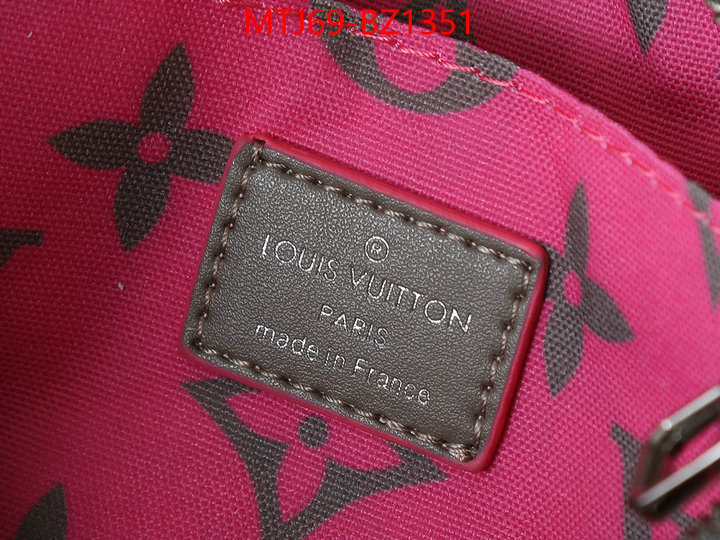 MTJ69-BZ1351
®
LOUIS VUITTON
PARIS
made in France